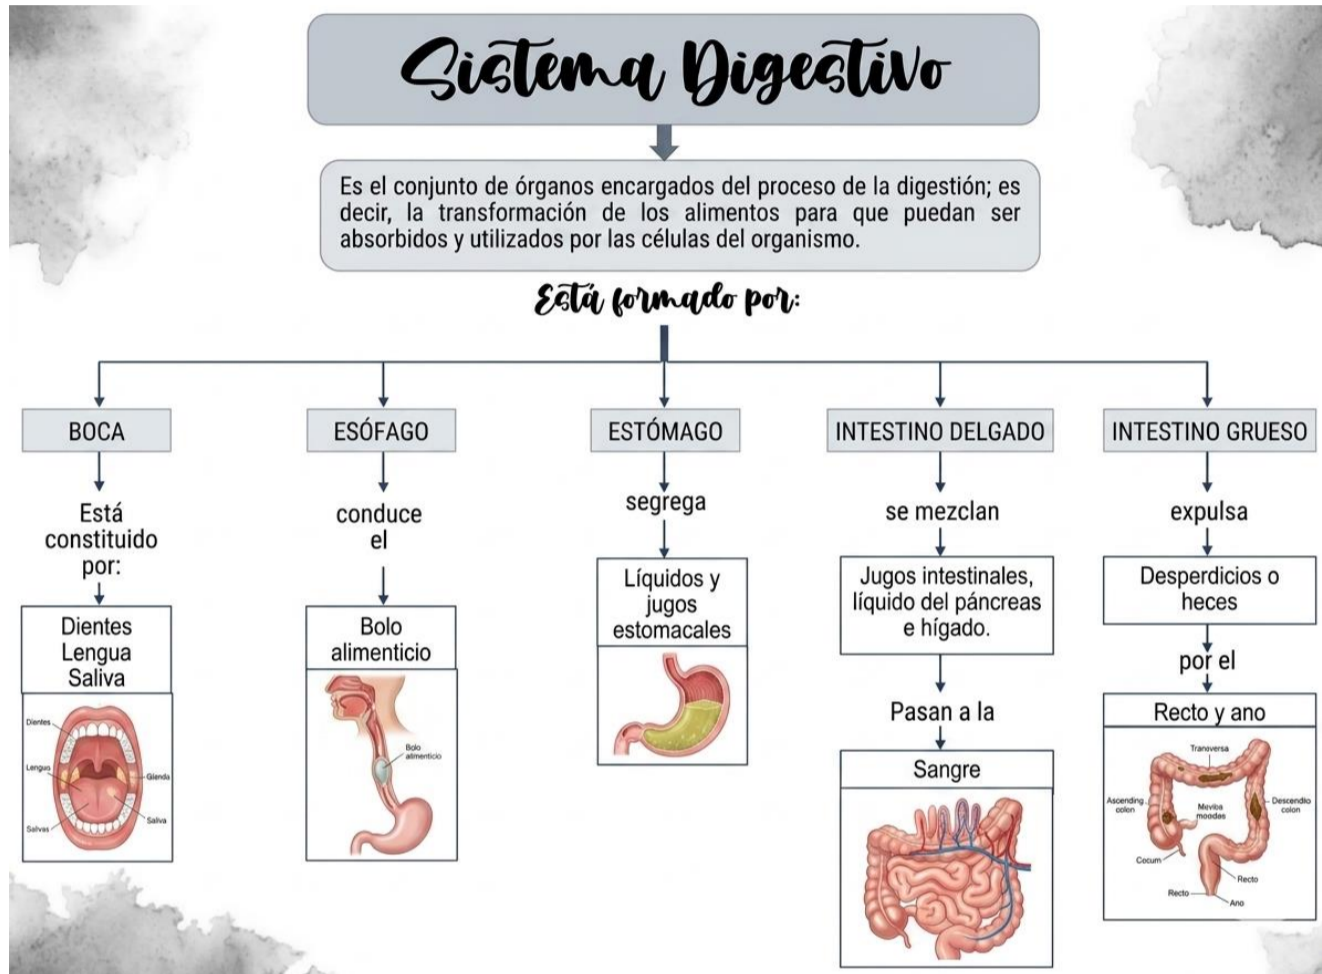 Sistema Digestivo
Es el conjunto de órganos encargados del proceso de la digestión; es
decir, la transformación de los alimentos para que puedan ser
absorbidos y utilizados por las células del organismo.
Está formado por:
BOCA
Está
constituido
por:
Dientes
Lengua
Saliva
Dientes
Lengua
Glenda
Salivas
Saliva
ESÓFAGO
conduce
el
Bolo
alimenticio
Bolo
alimenticio
ESTÓMAGO
segrega
Líquidos y
jugos
estomacales
INTESTINO DELGADO
se mezclan
Jugos intestinales,
líquido del páncreas
e hígado.
Pasan a la
Sangre
INTESTINO GRUESO
expulsa
Desperdicios o
heces
por el
Recto y ano
Transversa
Ascending
colon
Meviba
moodas
Descendio
colon
Cocum
Recto
Recto
Ano